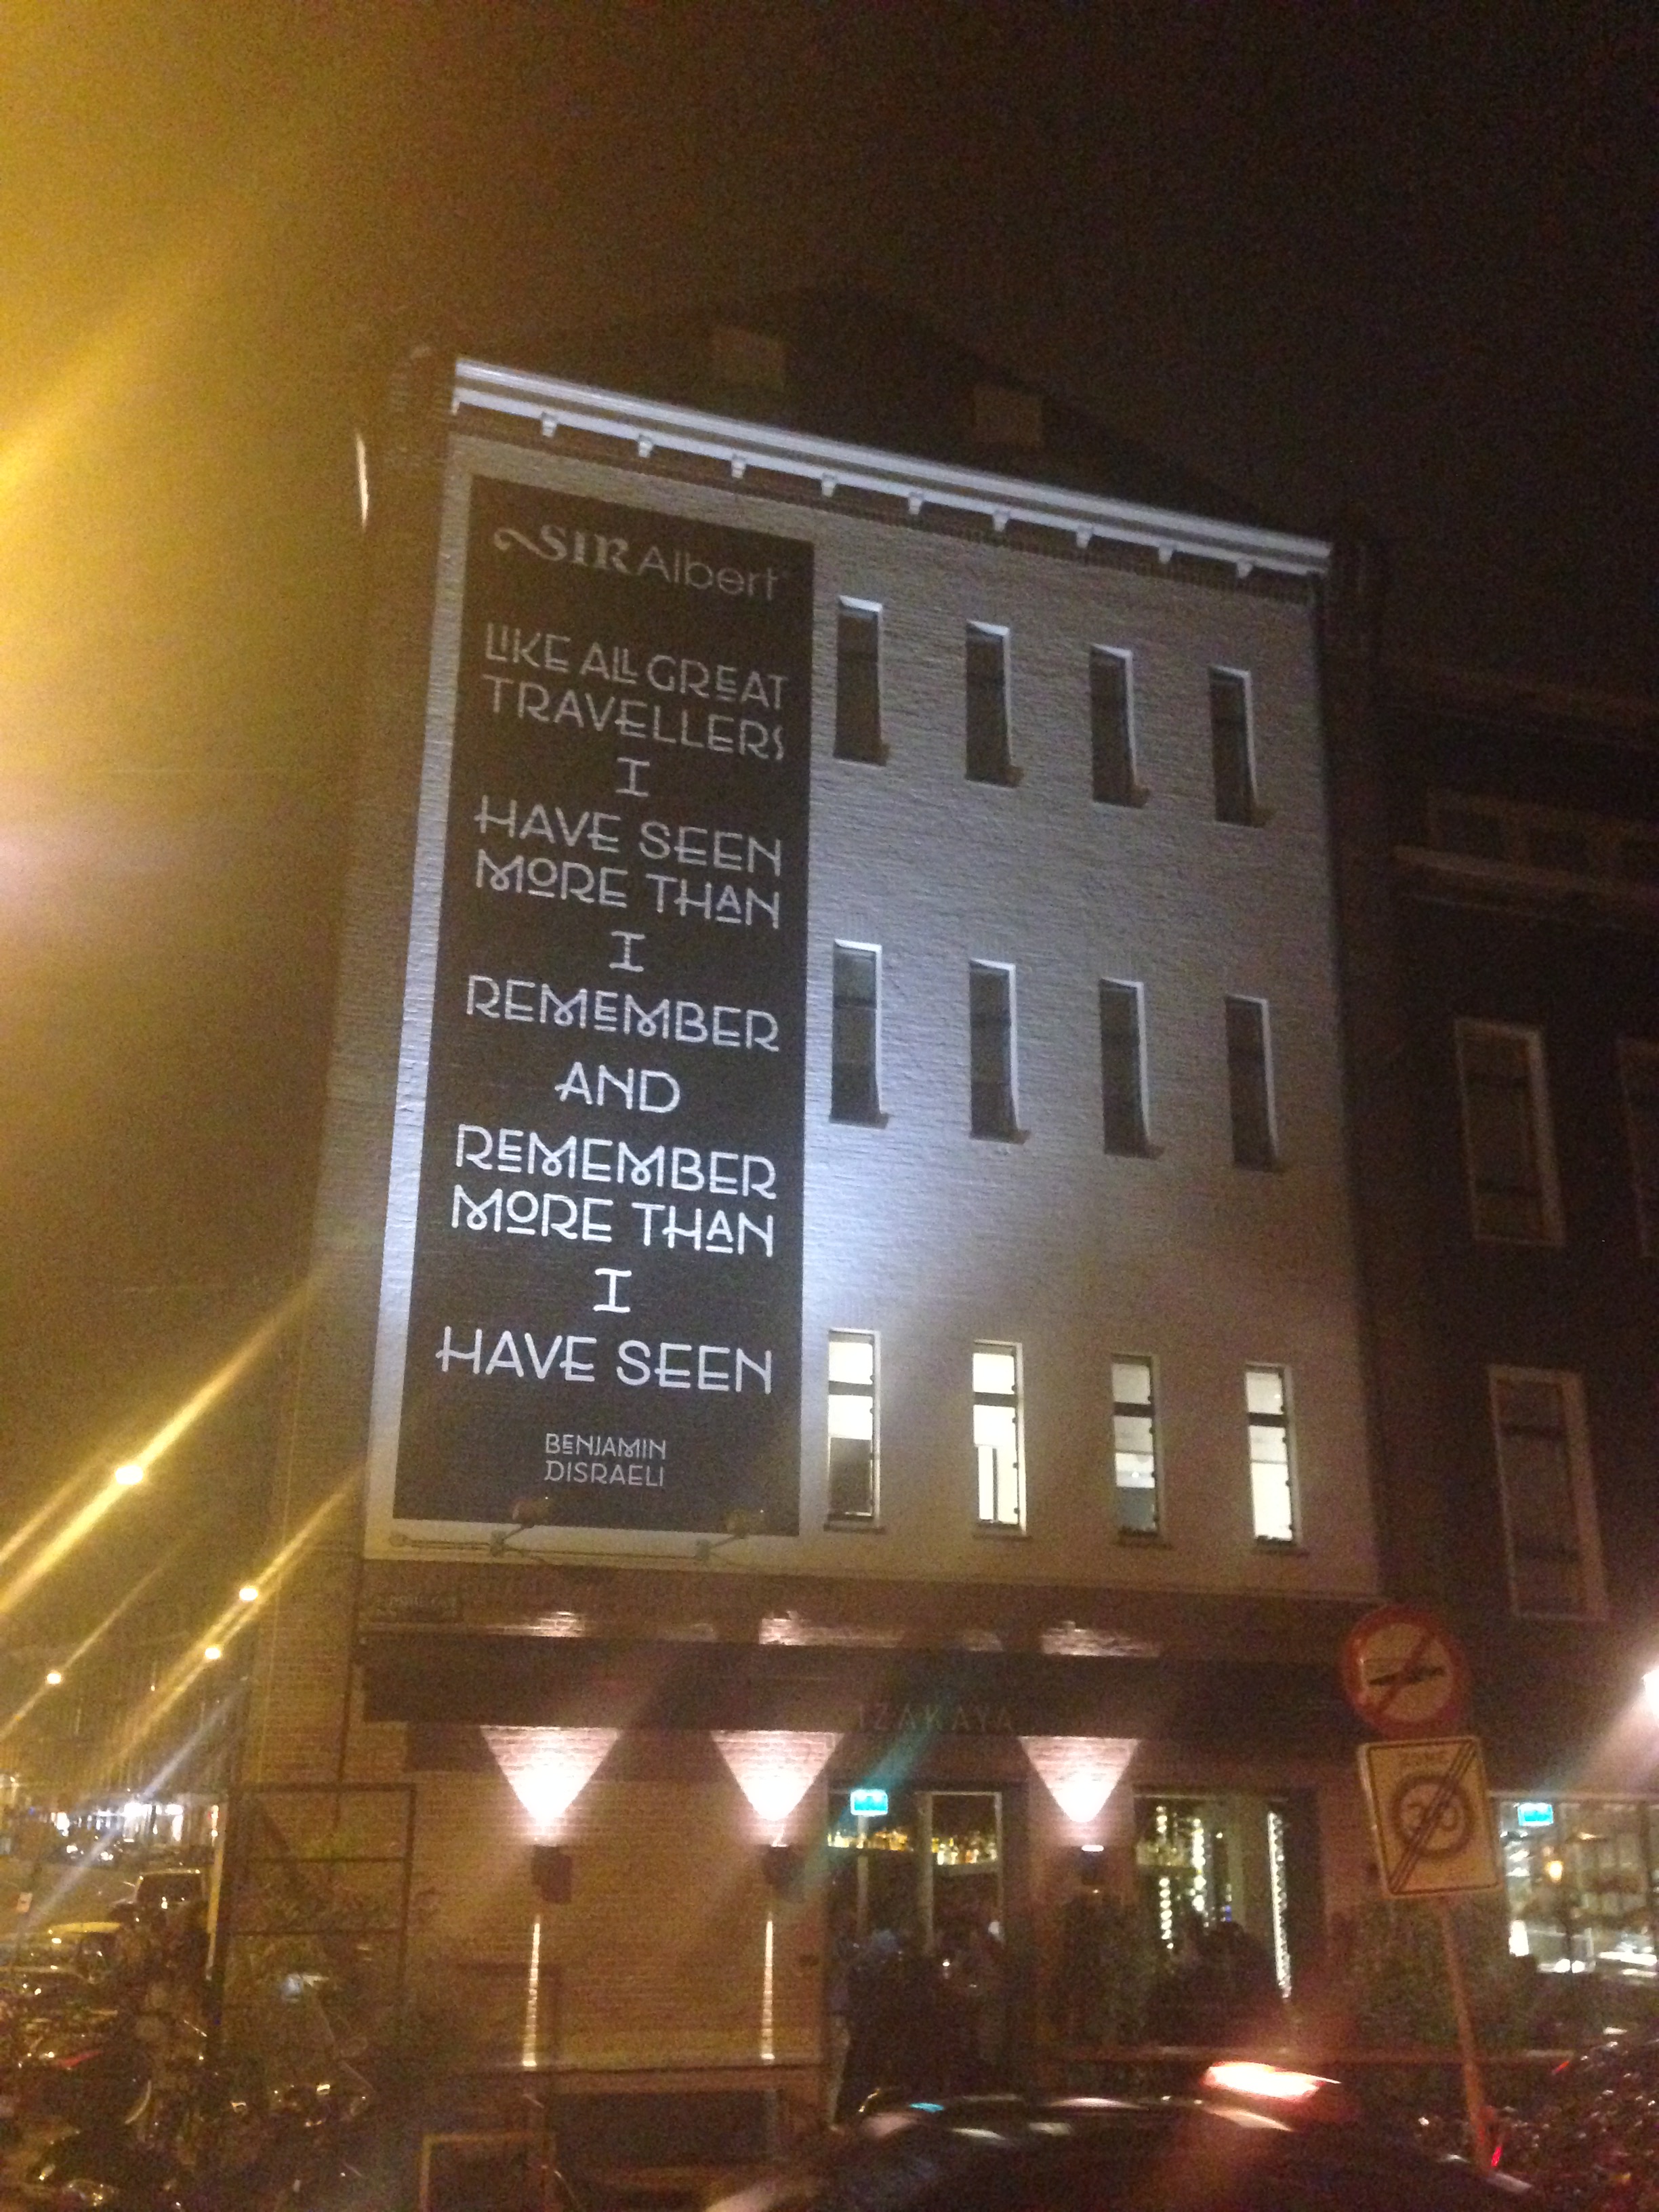 SIR Albert
LIKE ALL GREAT
TRAVELLERS
I
HAVE SEEN
MORE THAN
I
REMEMBER
AND
REMEMBER
MORE THAN
I
HAVE SEEN
BENJAMIN
DISRAELI
IZAKAYA
ZONE
30